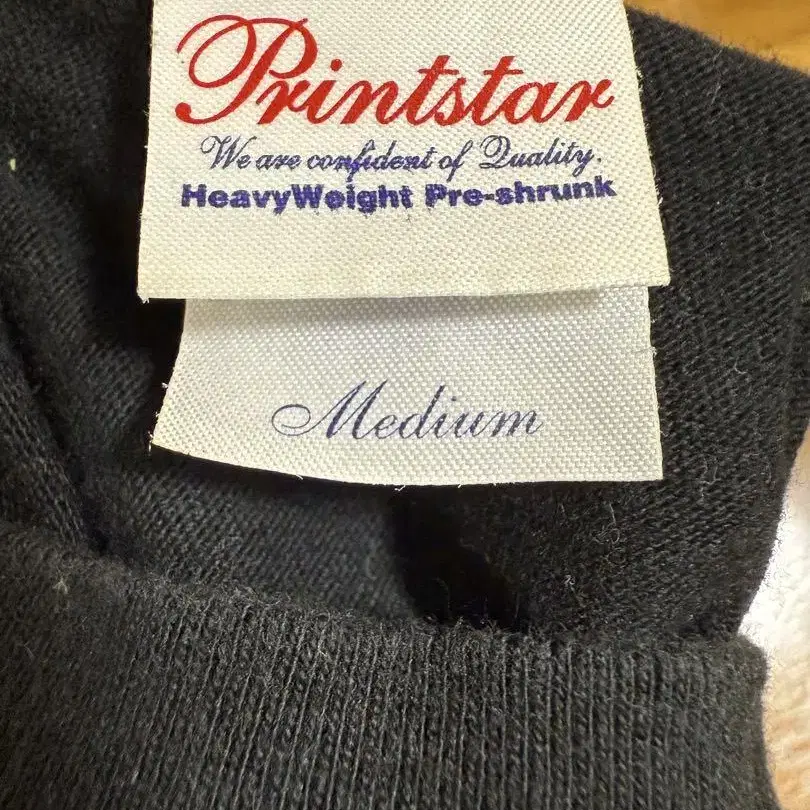 Printstar
We are confident of Quality.
HeavyWeight Pre-shrunk
Medium